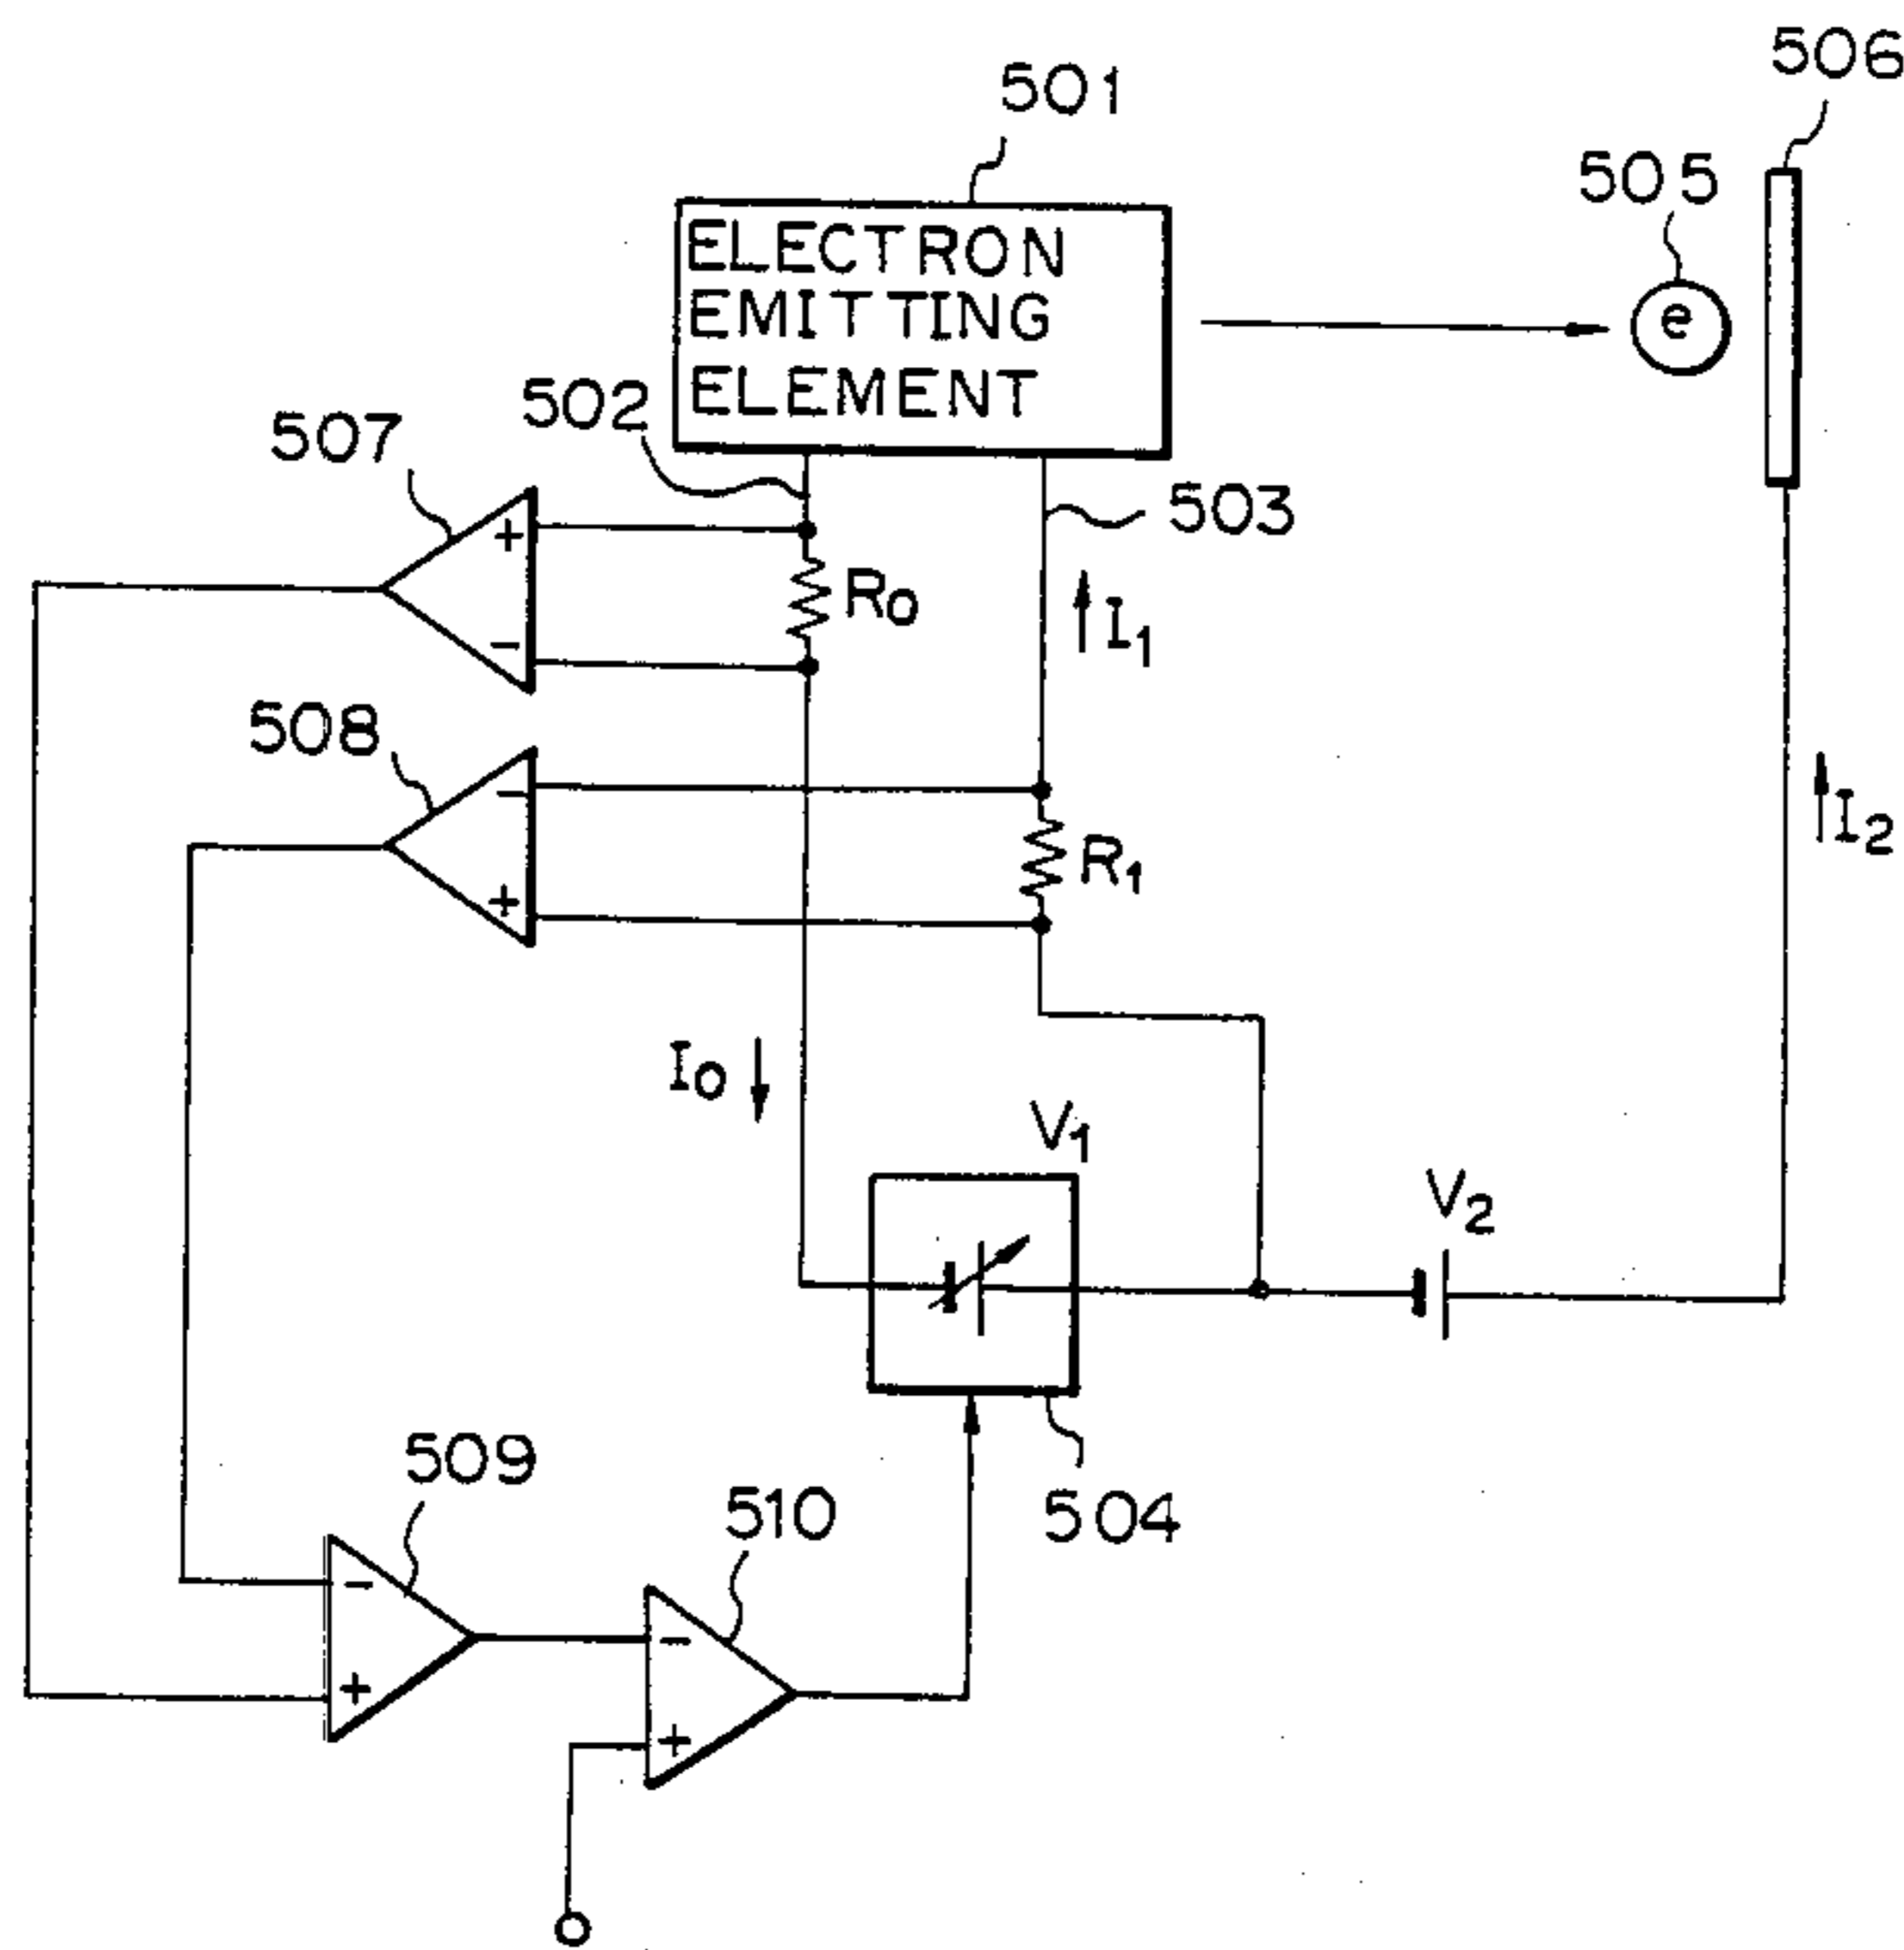 506
501
505
ELECTRON
EMITTING
ELEMENT
e
502
507
503
+
R0
−
I1
508
−
I2
R1
+
I0
V1
V2
509
510
504
−
−
+
+